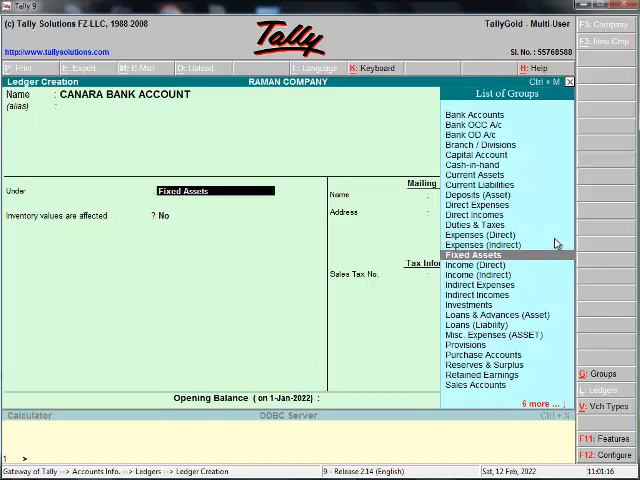 Tally 9
(c) Tally Solutions FZ-LLC, 1988-2008
http://www.tallysolutions.com/
Tally
TallyGold - Multi-User
Sl. No. : 55768588
F3: Company
F3: New Cmp
P: Print
E: Export
M: E-Mail
O: Upload
L: Language
K: Keyboard
H: Help
Ledger Creation
RAMAN COMPANY
Ctrl + M
Name : CANARA BANK ACCOUNT
(alias) :
Under : Fixed Assets
Inventory values are affected ? No
Mailing
Name :
Address :
Tax Info
Sales Tax No. :
Opening Balance ( on 1-Jan-2022) :
List of Groups
Bank Accounts
Bank OCC A/c
Bank OD A/c
Branch / Divisions
Capital Account
Cash-in-hand
Current Assets
Current Liabilities
Deposits (Asset)
Direct Expenses
Direct Incomes
Duties & Taxes
Expenses (Direct)
Expenses (Indirect)
Fixed Assets
Income (Direct)
Income (Indirect)
Indirect Expenses
Indirect Incomes
Investments
Loans & Advances (Asset)
Loans (Liability)
Misc. Expenses (ASSET)
Provisions
Purchase Accounts
Reserves & Surplus
Retained Earnings
Sales Accounts
6 more ... ↓
G: Groups
L: Ledgers
V: Vch Types
F11: Features
F12: Configure
Calculator
ODBC Server
Ctrl + N
1 >
Gateway of Tally --> Accounts Info. --> Ledgers --> Ledger Creation
9 - Release 2.14 (English)
Sat, 12 Feb, 2022
11:01:16